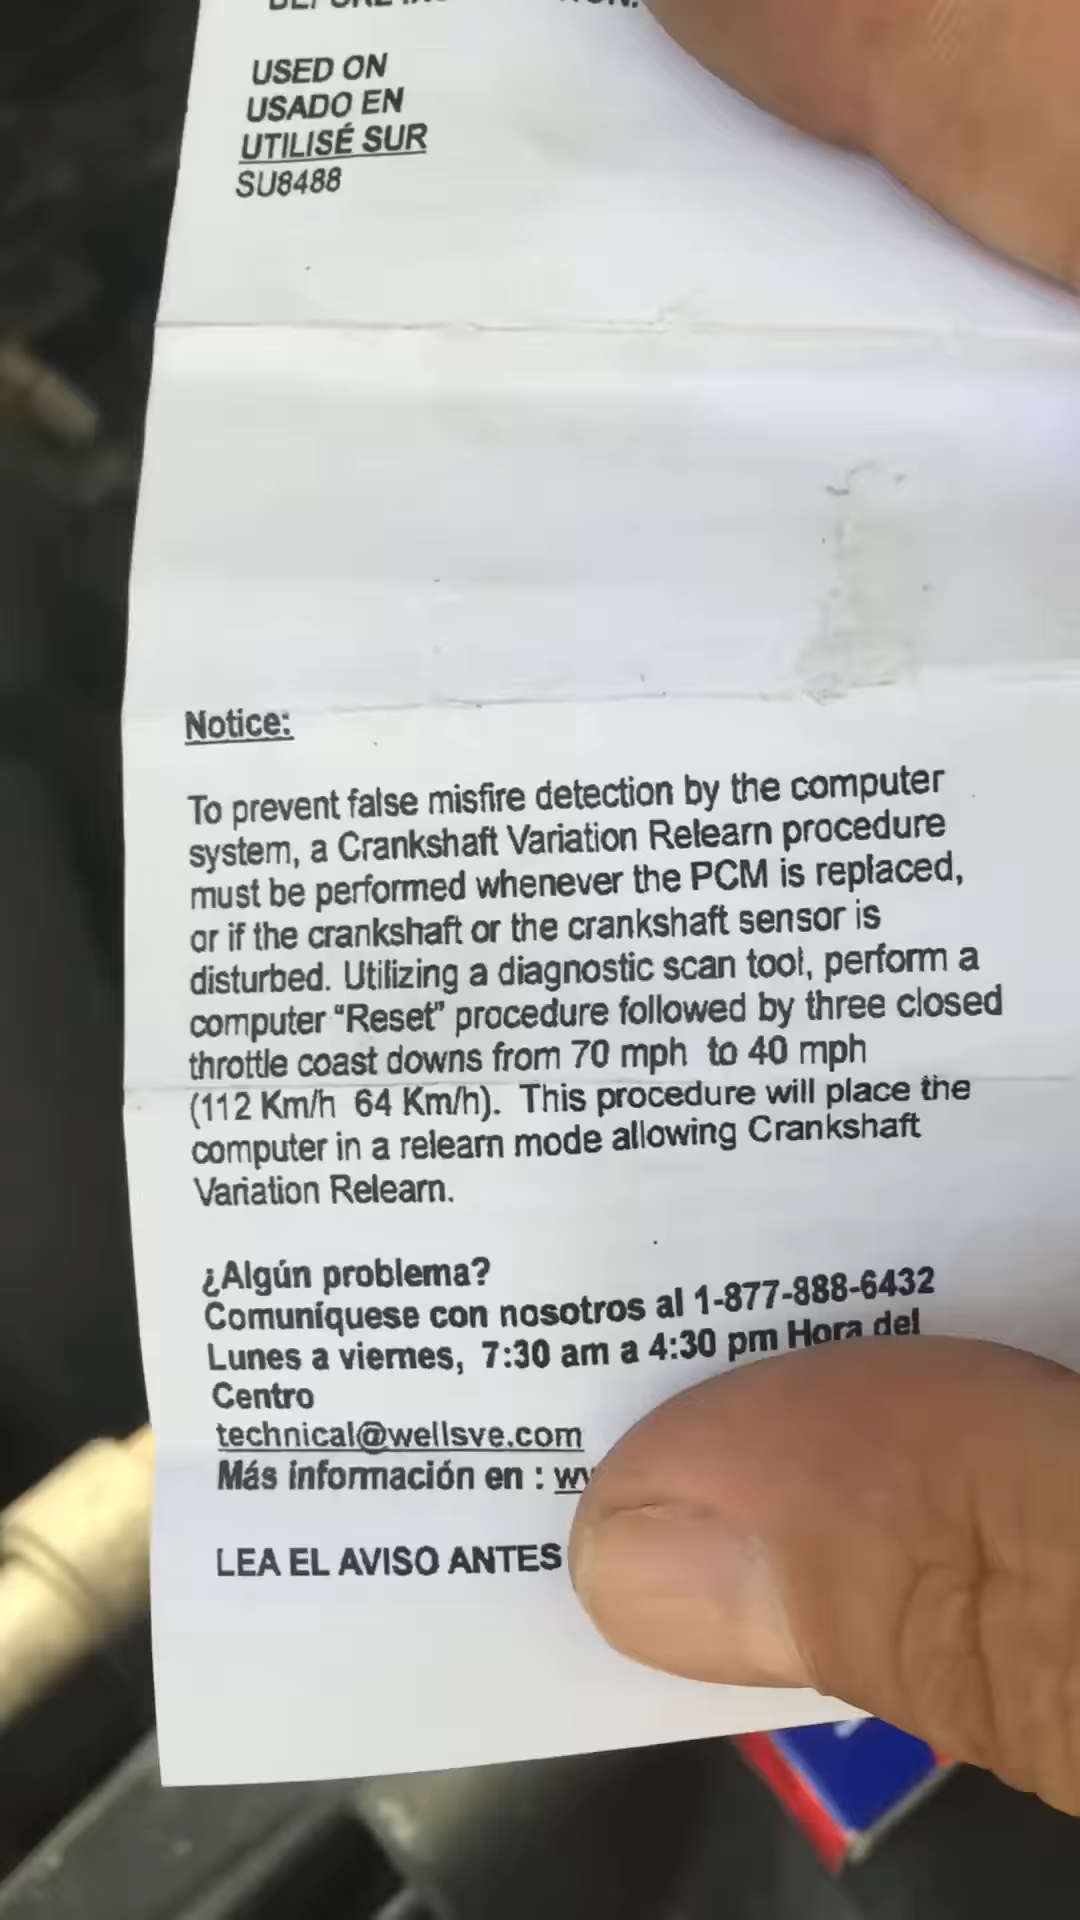 USED ON
USADO EN
UTILISÉ SUR
SU8488
Notice:
To prevent false misfire detection by the computer
system, a Crankshaft Variation Relearn procedure
must be performed whenever the PCM is replaced,
or if the crankshaft or the crankshaft sensor is
disturbed. Utilizing a diagnostic scan tool, perform a
computer “Reset” procedure followed by three closed
throttle coast downs from 70 mph to 40 mph
(112 Km/h 64 Km/h). This procedure will place the
computer in a relearn mode allowing Crankshaft
Variation Relearn.
¿Algún problema?
Comuníquese con nosotros al 1-877-888-6432
Lunes a viernes, 7:30 am a 4:30 pm Hora del
Centro
technical@wellsve.com
Más información en :
LEA EL AVISO ANTES